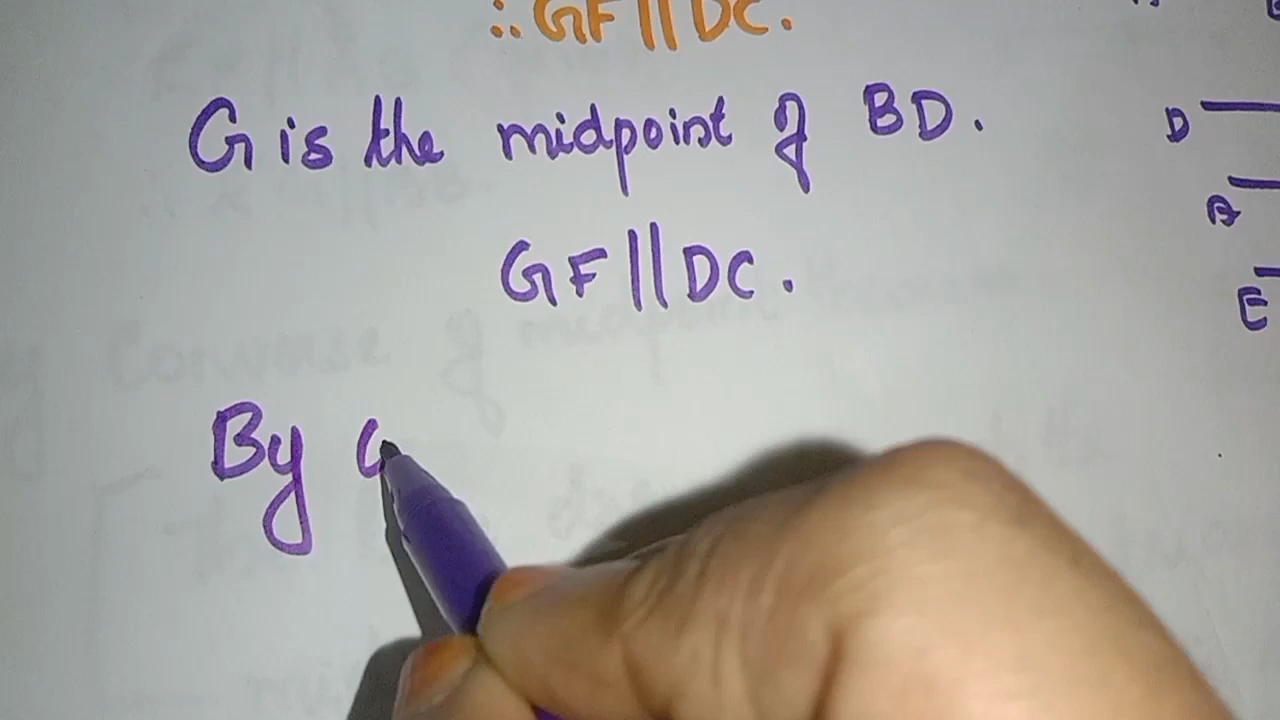 ∴ GF || DC.
G is the midpoint of BD.
GF || DC.
By
D
A
E